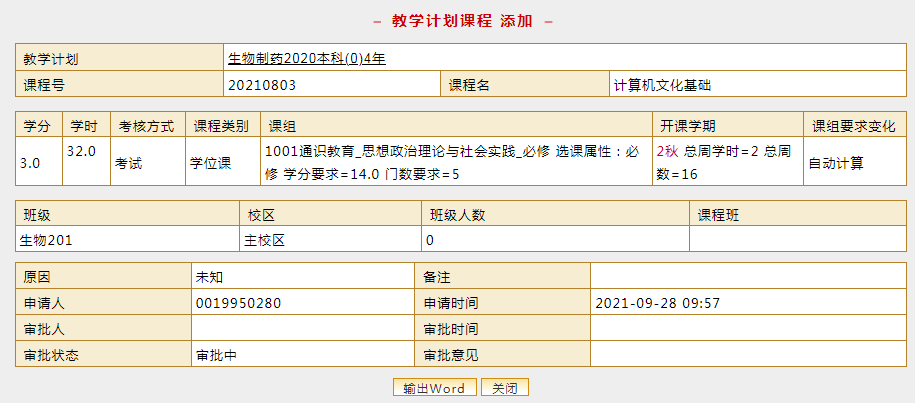 – 教学计划课程 添加 –
教学计划 生物制药2020本科(0)4年
课程号 20210803 课程名 计算机文化基础
学分 学时 考核方式 课程类别 课组 开课学期 课组要求变化
3.0 32.0 考试 学位课 1001通识教育_思想政治理论与社会实践_必修 选课属性：必 2秋 总周学时=2 总周 自动计算
修 学分要求=14.0 门数要求=5 数=16
班级 校区 班级人数 课程班
生物201 主校区 0
原因 未知 备注
申请人 0019950280 申请时间 2021-09-28 09:57
审批人 审批时间
审批状态 审批中 审批意见
输出Word 关闭